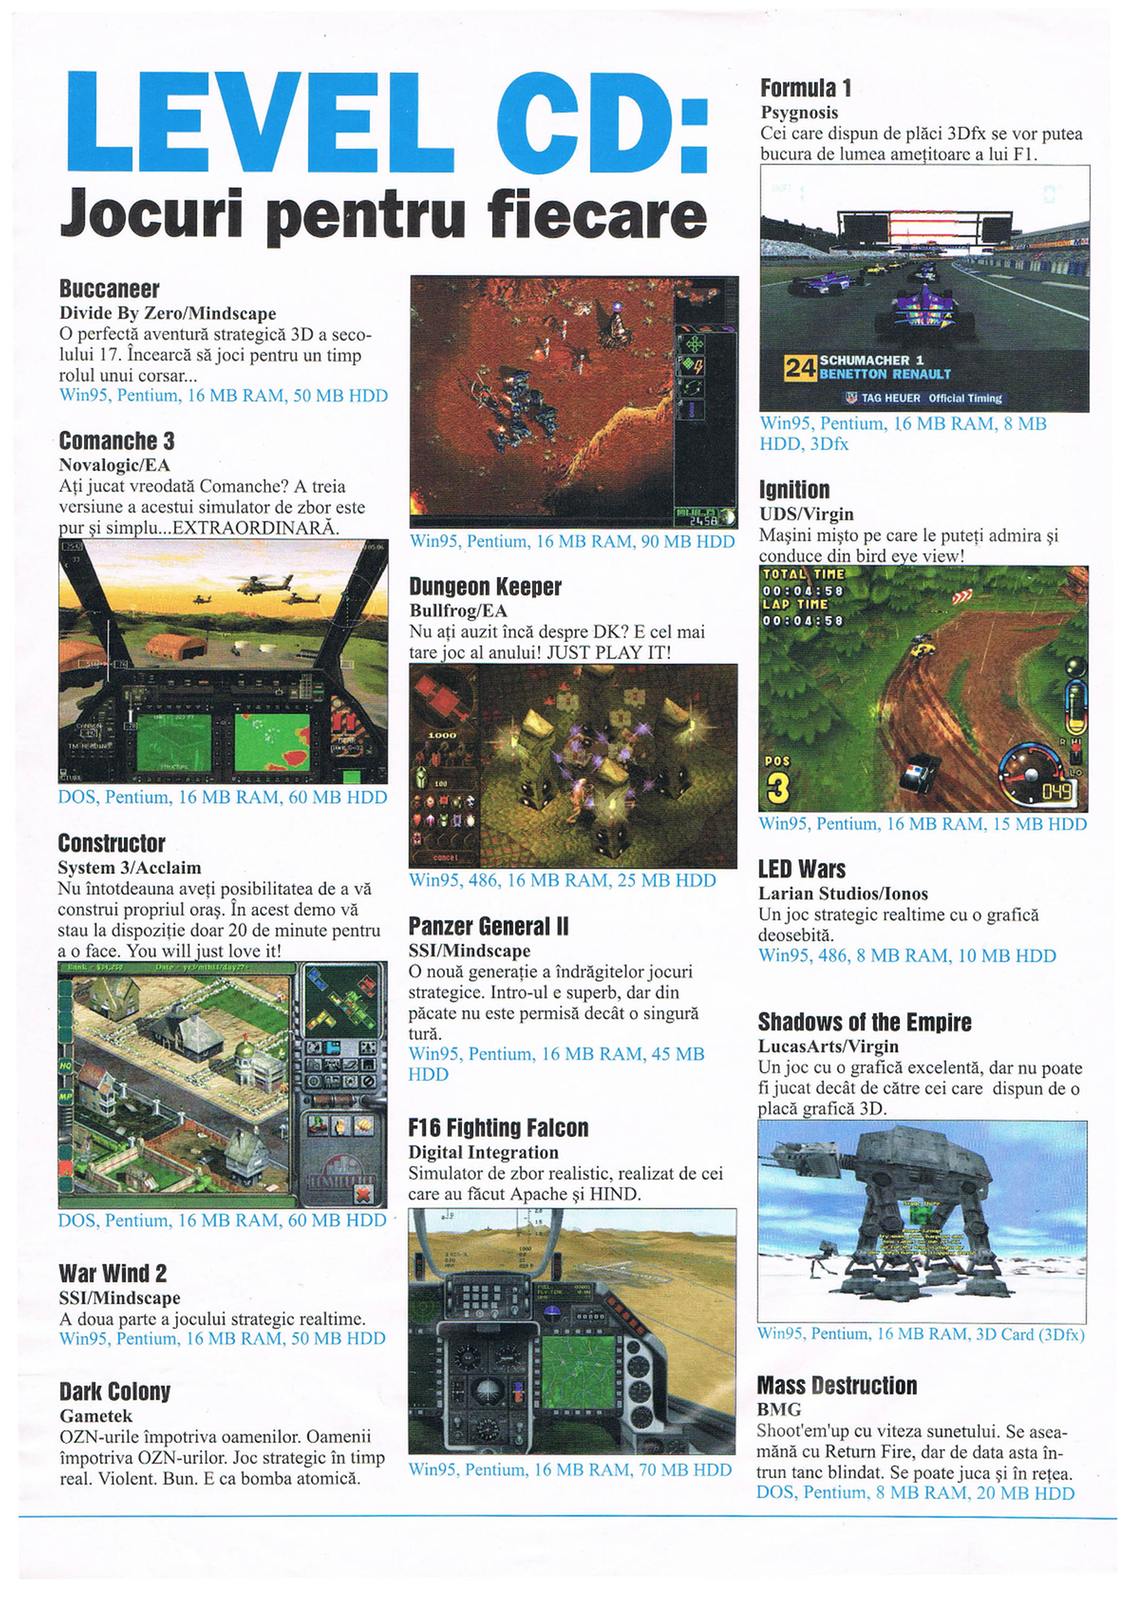 LEVEL CD:
Jocuri pentru fiecare
Buccaneer
Divide By Zero/Mindscape
O perfectă aventură strategică 3D a seco-
lului 17. Încearcă să joci pentru un timp
rolul unui corsar...
Win95, Pentium, 16 MB RAM, 50 MB HDD
Comanche 3
Novalogic/EA
Aţi jucat vreodată Comanche? A treia
versiune a acestui simulator de zbor este
pur şi simplu...EXTRAORDINARĂ.
DOS, Pentium, 16 MB RAM, 60 MB HDD
Constructor
System 3/Acclaim
Nu întotdeauna aveţi posibilitatea de a vă
construi propriul oraş. În acest demo vă
stau la dispoziţie doar 20 de minute pentru
a o face. You will just love it!
HQ
MP
DOS, Pentium, 16 MB RAM, 60 MB HDD
War Wind 2
SSI/Mindscape
A doua parte a jocului strategic realtime.
Win95, Pentium, 16 MB RAM, 50 MB HDD
Dark Colony
Gametek
OZN-urile împotriva oamenilor. Oamenii
împotriva OZN-urilor. Joc strategic în timp
real. Violent. Bun. E ca bomba atomică.
2458
Win95, Pentium, 16 MB RAM, 90 MB HDD
Dungeon Keeper
Bullfrog/EA
Nu aţi auzit încă despre DK? E cel mai
tare joc al anului! JUST PLAY IT!
1000
100
cancel
Win95, 486, 16 MB RAM, 25 MB HDD
Panzer General II
SSI/Mindscape
O nouă generaţie a îndrăgitelor jocuri
strategice. Intro-ul e superb, dar din
păcate nu este permisă decât o singură
tură.
Win95, Pentium, 16 MB RAM, 45 MB
HDD
F16 Fighting Falcon
Digital Integration
Simulator de zbor realistic, realizat de cei
care au făcut Apache şi HIND.
Win95, Pentium, 16 MB RAM, 70 MB HDD
Formula 1
Psygnosis
Cei care dispun de plăci 3Dfx se vor putea
bucura de lumea ameţitoare a lui F1.
24 SCHUMACHER 1
BENETTON RENAULT
TAG HEUER Official Timing
Win95, Pentium, 16 MB RAM, 8 MB
HDD, 3Dfx
Ignition
UDS/Virgin
Maşini mişto pe care le puteţi admira şi
conduce din bird eye view!
TOTAL TIME
00:04:58
LAP TIME
00:04:58
POS
3
049
Win95, Pentium, 16 MB RAM, 15 MB HDD
LED Wars
Larian Studios/Ionos
Un joc strategic realtime cu o grafică
deosebită.
Win95, 486, 8 MB RAM, 10 MB HDD
Shadows of the Empire
LucasArts/Virgin
Un joc cu o grafică excelentă, dar nu poate
fi jucat decât de către cei care dispun de o
placă grafică 3D.
Win95, Pentium, 16 MB RAM, 3D Card (3Dfx)
Mass Destruction
BMG
Shoot'em'up cu viteza sunetului. Se asea-
mănă cu Return Fire, dar de data asta în-
trun tanc blindat. Se poate juca şi în reţea.
DOS, Pentium, 8 MB RAM, 20 MB HDD